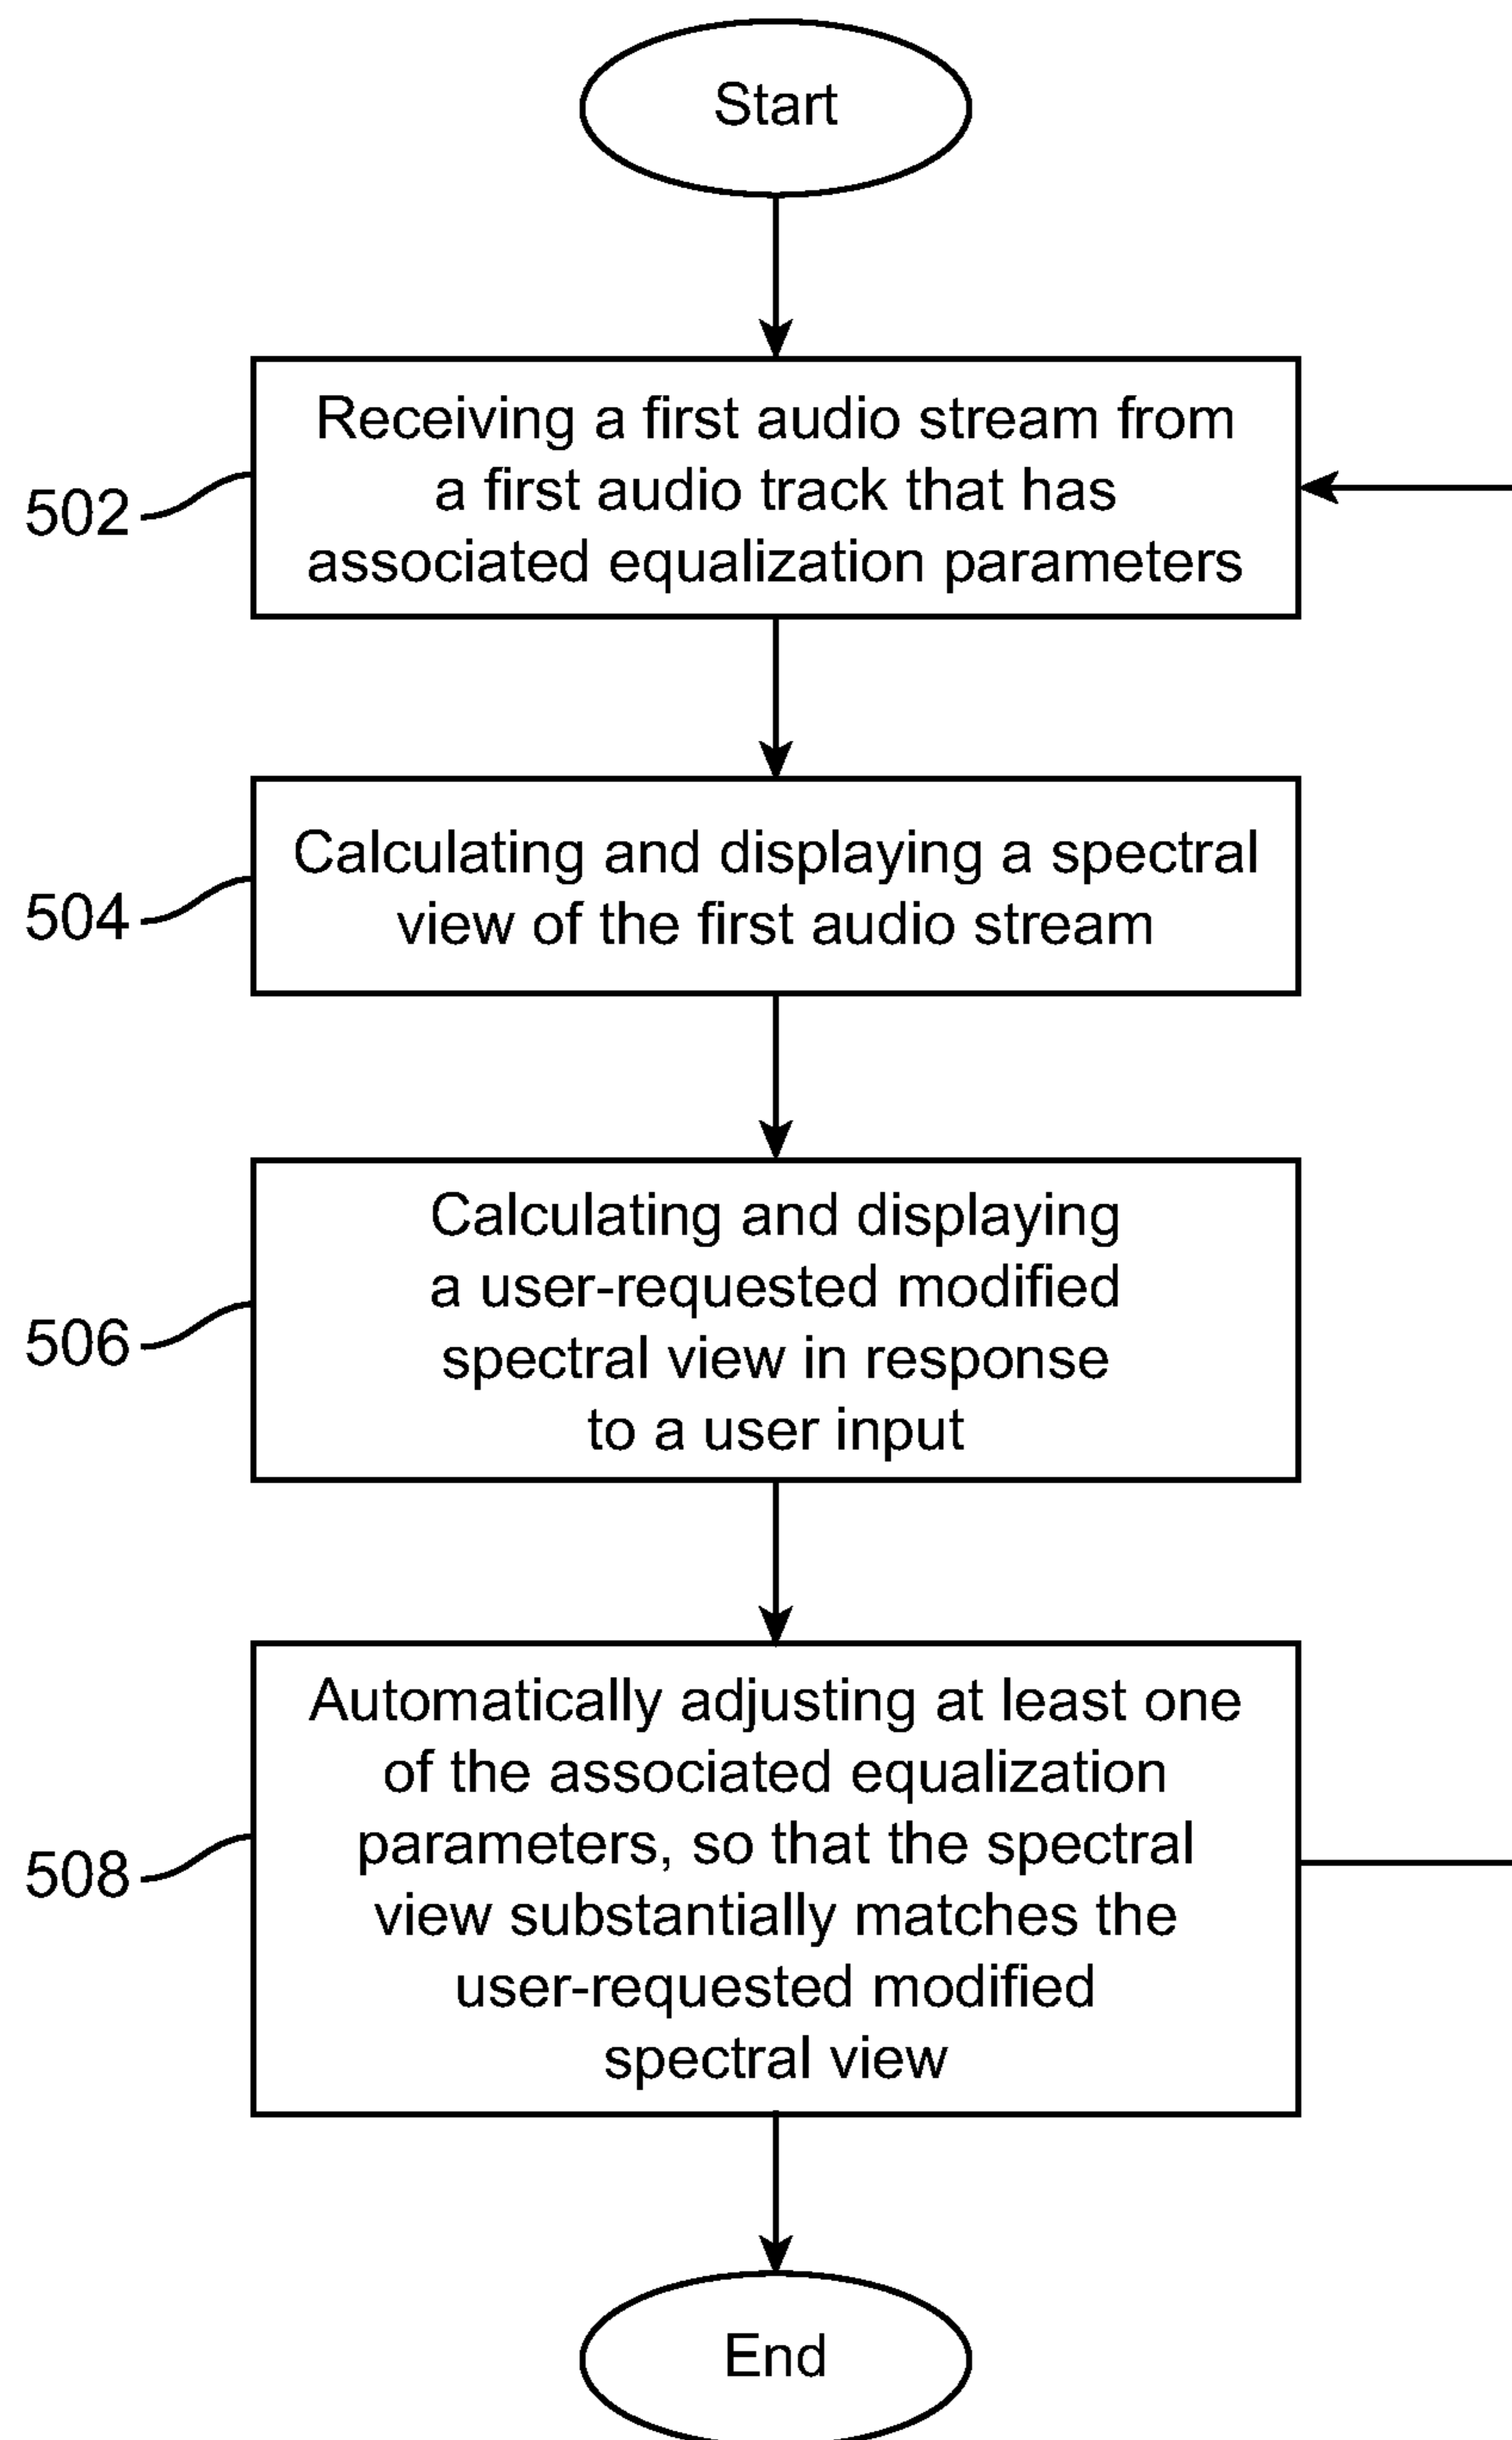 Start
502
Receiving a first audio stream from
a first audio track that has
associated equalization parameters
504
Calculating and displaying a spectral
view of the first audio stream
506
Calculating and displaying
a user-requested modified
spectral view in response
to a user input
508
Automatically adjusting at least one
of the associated equalization
parameters, so that the spectral
view substantially matches the
user-requested modified
spectral view
End